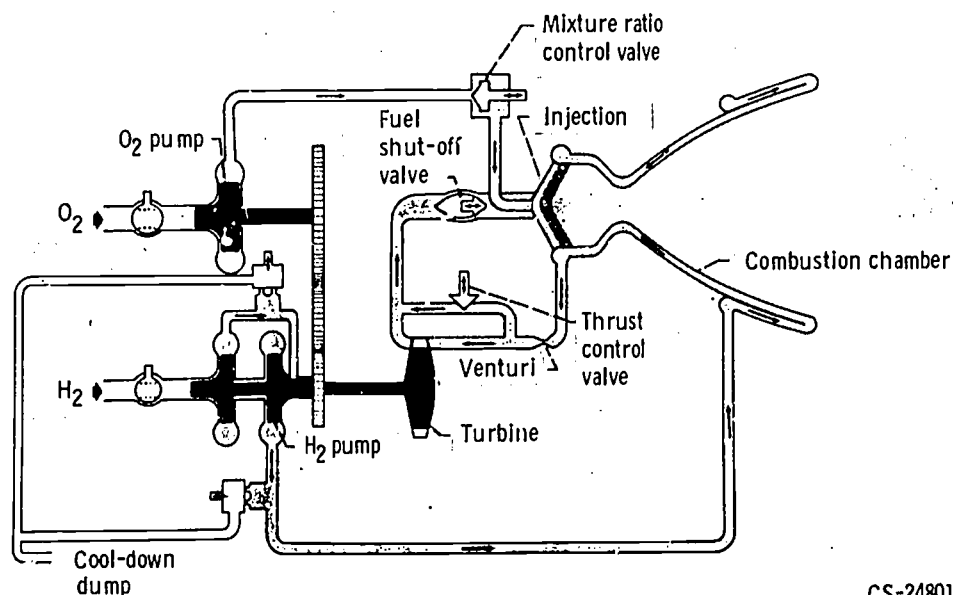 Mixture ratio
control valve
Injection
Fuel
shut-off
valve
O2 pump
O2
Combustion chamber
Thrust
control
valve
Venturi
H2
Turbine
H2 pump
Cool-down
dump
CS-24801